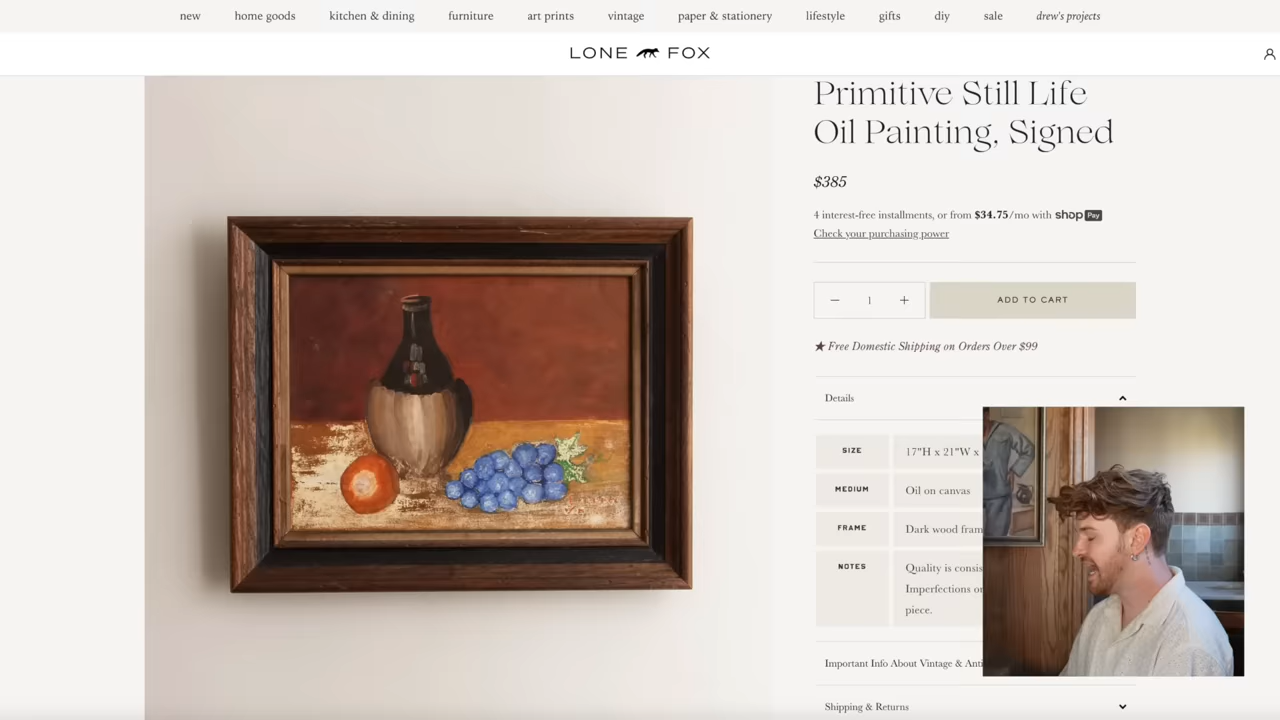 new home goods kitchen & dining furniture art prints vintage paper & stationery lifestyle gifts diy sale drew's projects
LONE FOX
Primitive Still Life
Oil Painting, Signed
$385
4 interest-free installments, or from $34.75/mo with shop Pay
Check your purchasing power
− 1 + ADD TO CART
★ Free Domestic Shipping on Orders Over $99
Details
SIZE 17"H x 21"W x
MEDIUM Oil on canvas
FRAME Dark wood fram
NOTES Quality is consis
Imperfections o
piece.
Important Info About Vintage & Anti
Shipping & Returns